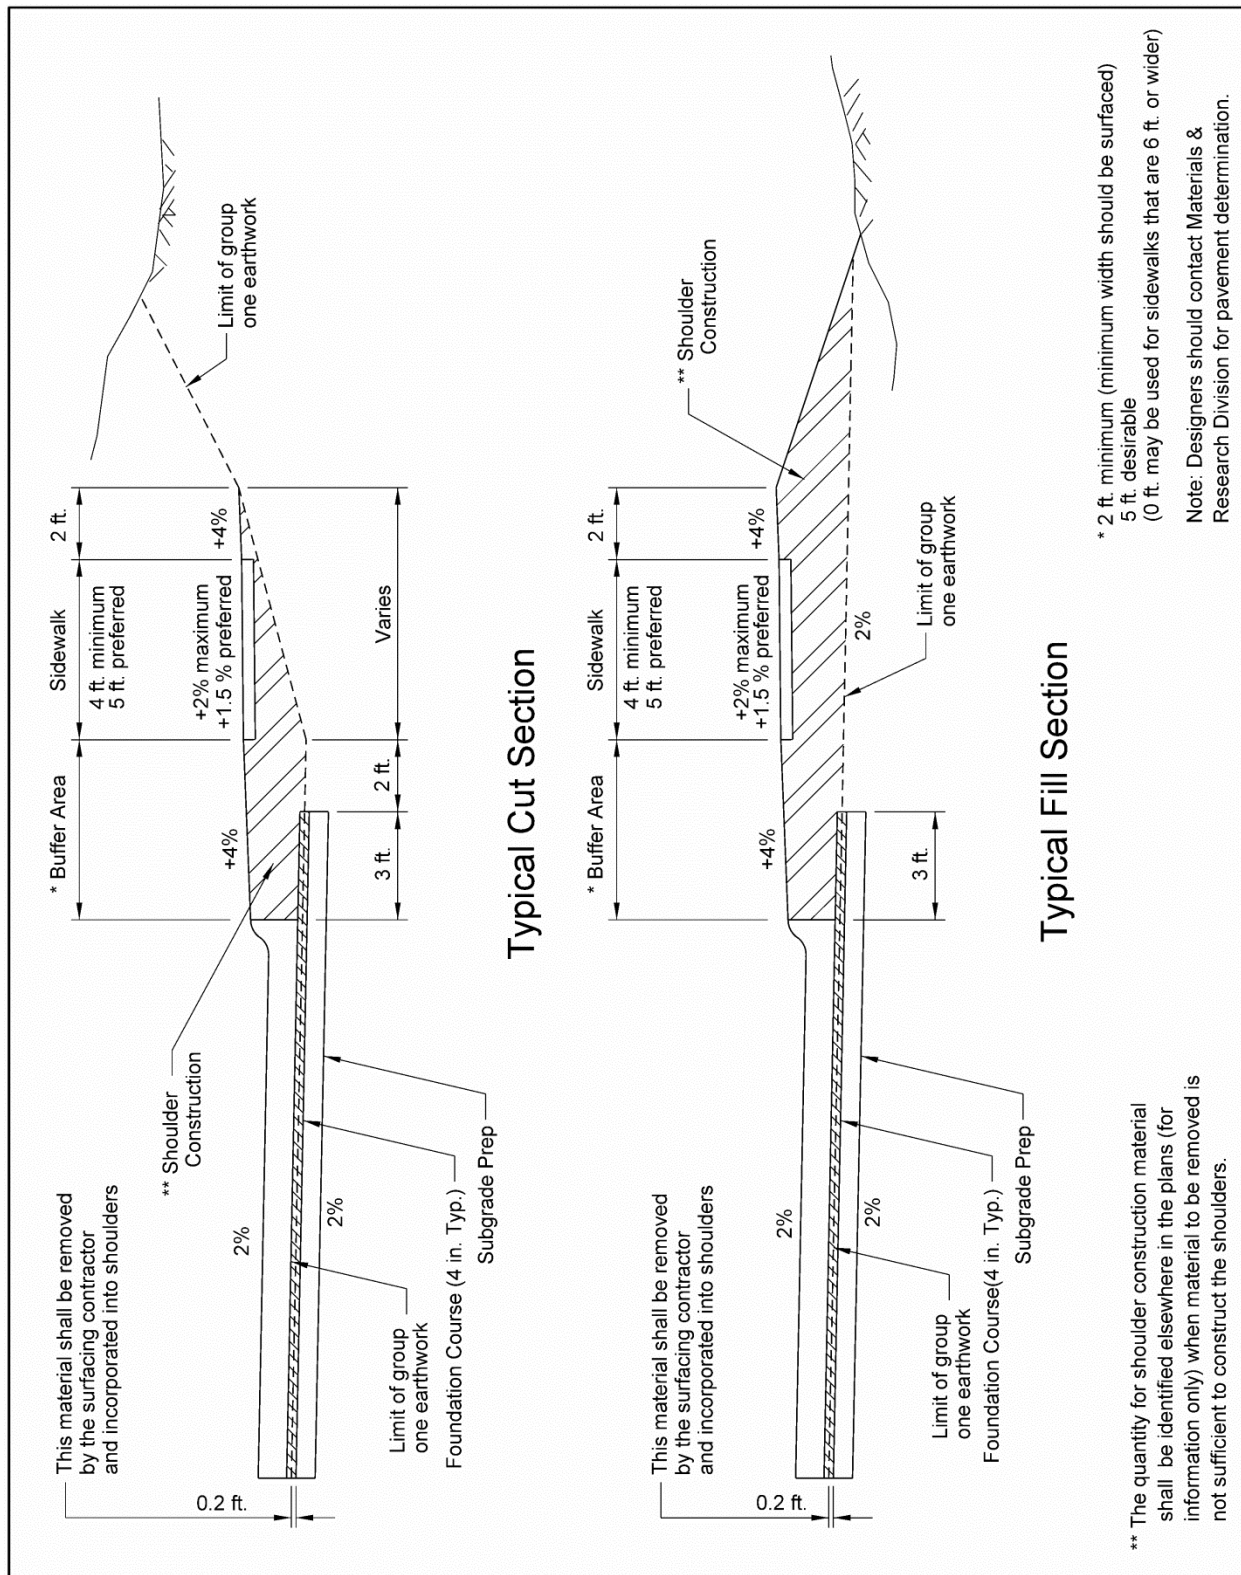 This material shall be removed
by the surfacing contractor
and incorporated into shoulders
** Shoulder
Construction
* Buffer Area
Sidewalk
4 ft. minimum
5 ft. preferred
2 ft.
+4%
+2% maximum
+1.5 % preferred
+4%
Limit of group
one earthwork
0.2 ft.
2%
2%
3 ft.
2 ft.
Varies
Limit of group
one earthwork
Foundation Course (4 in. Typ.)
Subgrade Prep
Typical Cut Section
This material shall be removed
by the surfacing contractor
and incorporated into shoulders
* Buffer Area
Sidewalk
4 ft. minimum
5 ft. preferred
2 ft.
** Shoulder
Construction
+4%
+2% maximum
+1.5 % preferred
+4%
0.2 ft.
2%
2%
3 ft.
2%
Limit of group
one earthwork
Limit of group
one earthwork
Foundation Course(4 in. Typ.)
Subgrade Prep
Typical Fill Section
** The quantity for shoulder construction material
shall be identified elsewhere in the plans (for
information only) when material to be removed is
not sufficient to construct the shoulders.
* 2 ft. minimum (minimum width should be surfaced)
5 ft. desirable
(0 ft. may be used for sidewalks that are 6 ft. or wider)
Note: Designers should contact Materials &
Research Division for pavement determination.